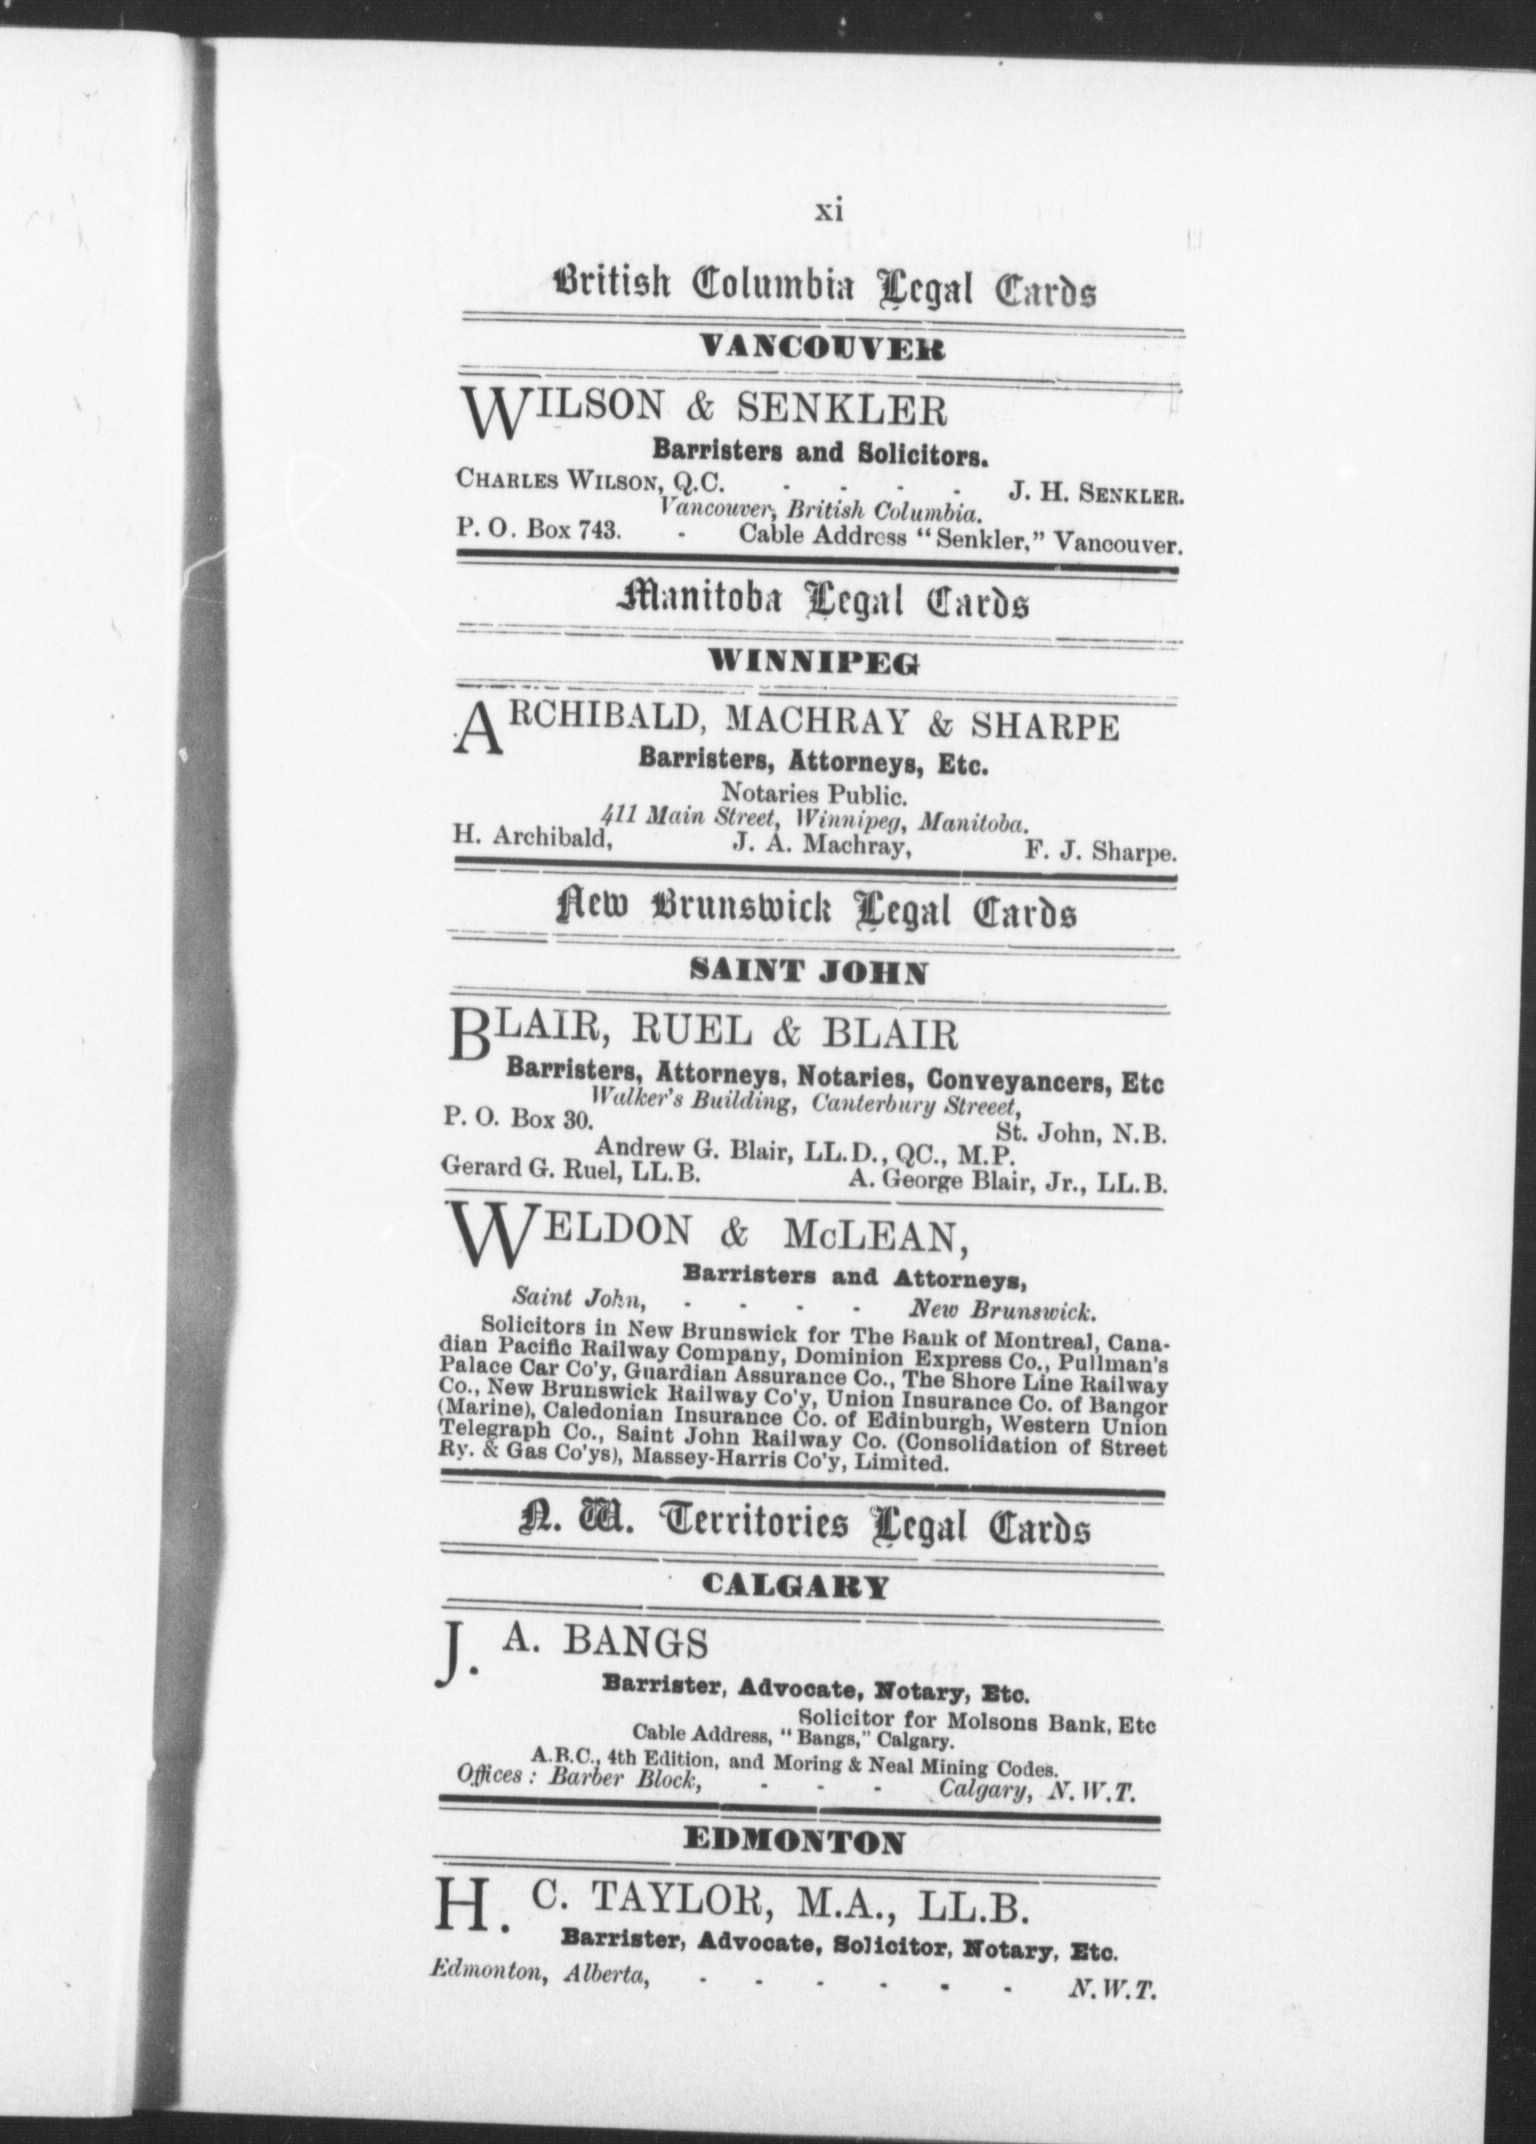 xi
British Columbia Legal Cards
VANCOUVER
WILSON & SENKLER
Barristers and Solicitors.
CHARLES WILSON, Q.C. - - - - J. H. SENKLER.
Vancouver, British Columbia.
P. O. Box 743. - Cable Address "Senkler," Vancouver.
Manitoba Legal Cards
WINNIPEG
ARCHIBALD, MACHRAY & SHARPE
Barristers, Attorneys, Etc.
Notaries Public.
411 Main Street, Winnipeg, Manitoba.
H. Archibald, J. A. Machray, F. J. Sharpe.
New Brunswick Legal Cards
SAINT JOHN
BLAIR, RUEL & BLAIR
Barristers, Attorneys, Notaries, Conveyancers, Etc
Walker's Building, Canterbury Streeet,
P. O. Box 30. St. John, N.B.
Andrew G. Blair, LL.D., QC., M.P.
Gerard G. Ruel, LL.B. A. George Blair, Jr., LL.B.
WELDON & McLEAN,
Barristers and Attorneys,
Saint John, - - - - New Brunswick.
Solicitors in New Brunswick for The Bank of Montreal, Cana-
dian Pacific Railway Company, Dominion Express Co., Pullman's
Palace Car Co'y, Guardian Assurance Co., The Shore Line Railway
Co., New Brunswick Railway Co'y, Union Insurance Co. of Bangor
(Marine), Caledonian Insurance Co. of Edinburgh, Western Union
Telegraph Co., Saint John Railway Co. (Consolidation of Street
Ry. & Gas Co'ys), Massey-Harris Co'y, Limited.
N. W. Territories Legal Cards
CALGARY
J. A. BANGS
Barrister, Advocate, Notary, Etc.
Solicitor for Molsons Bank, Etc
Cable Address, "Bangs," Calgary.
A.B.C., 4th Edition, and Moring & Neal Mining Codes.
Offices: Barber Block, - - - Calgary, N. W. T.
EDMONTON
H. C. TAYLOR, M.A., LL.B.
Barrister, Advocate, Solicitor, Notary, Etc.
Edmonton, Alberta, - - - - - - N. W. T.